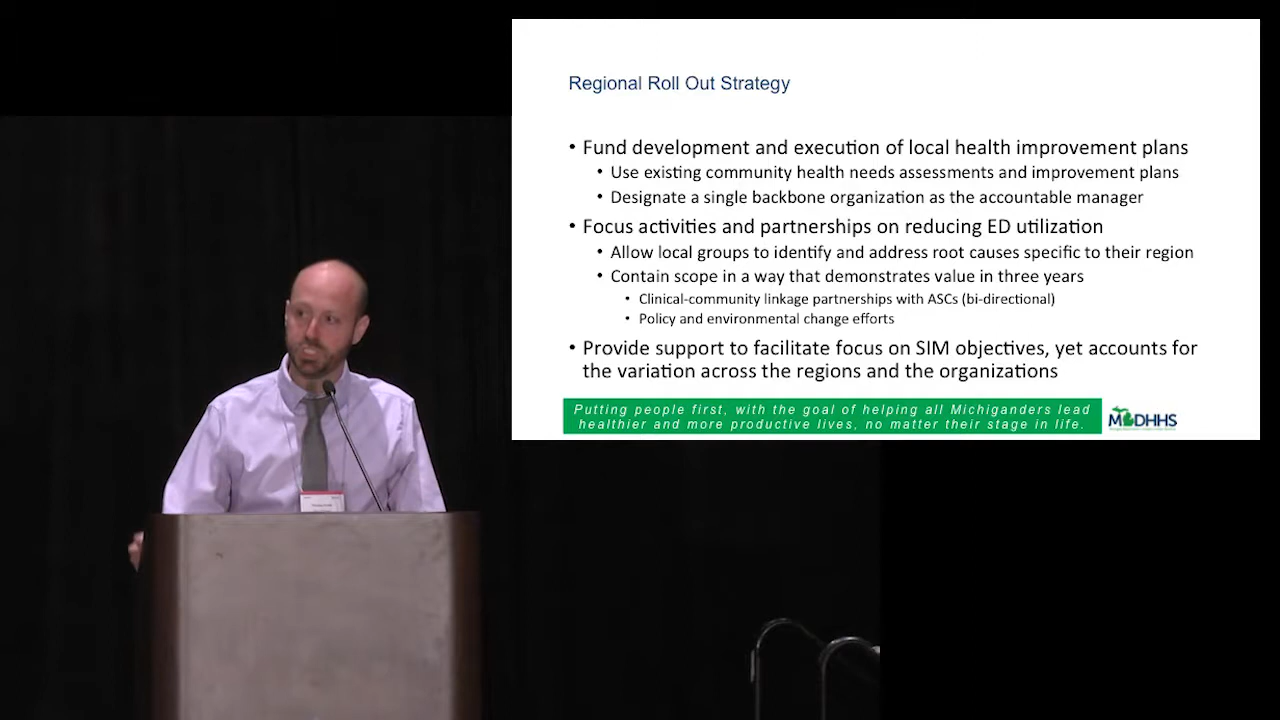 Regional Roll Out Strategy
• Fund development and execution of local health improvement plans
• Use existing community health needs assessments and improvement plans
• Designate a single backbone organization as the accountable manager
• Focus activities and partnerships on reducing ED utilization
• Allow local groups to identify and address root causes specific to their region
• Contain scope in a way that demonstrates value in three years
• Clinical-community linkage partnerships with ASCs (bi-directional)
• Policy and environmental change efforts
• Provide support to facilitate focus on SIM objectives, yet accounts for
the variation across the regions and the organizations
Putting people first, with the goal of helping all Michiganders lead
healthier and more productive lives, no matter their stage in life.
MDHHS